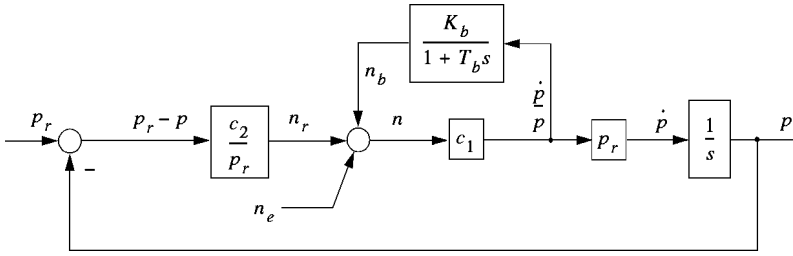 K_b
1 + T_b s
n_b
ṗ
p
p_r
p_r − p
c_2
p_r
n_r
n
c_1
p_r
ṗ
1
s
p
−
n_e